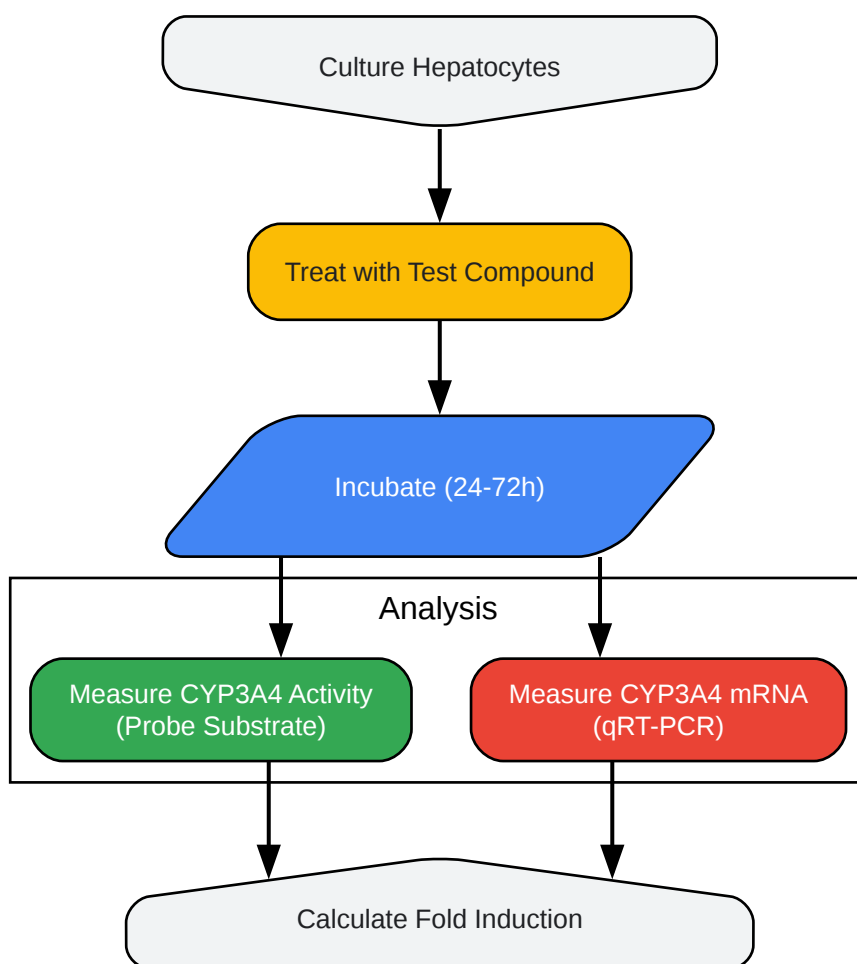 Culture Hepatocytes
Treat with Test Compound
Incubate (24-72h)
Analysis
Measure CYP3A4 Activity
(Probe Substrate)
Measure CYP3A4 mRNA
(qRT-PCR)
Calculate Fold Induction